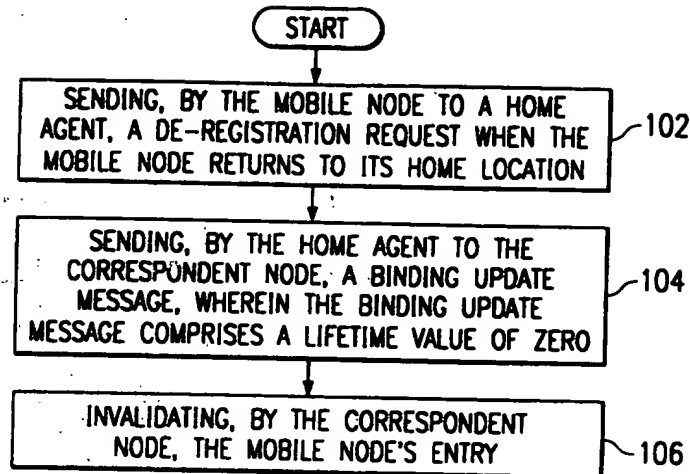 START
SENDING, BY THE MOBILE NODE TO A HOME
AGENT, A DE-REGISTRATION REQUEST WHEN THE
MOBILE NODE RETURNS TO ITS HOME LOCATION
102
SENDING, BY THE HOME AGENT TO THE
CORRESPONDENT NODE, A BINDING UPDATE
MESSAGE, WHEREIN THE BINDING UPDATE
MESSAGE COMPRISES A LIFETIME VALUE OF ZERO
104
INVALIDATING, BY THE CORRESPONDENT
NODE, THE MOBILE NODE'S ENTRY
106